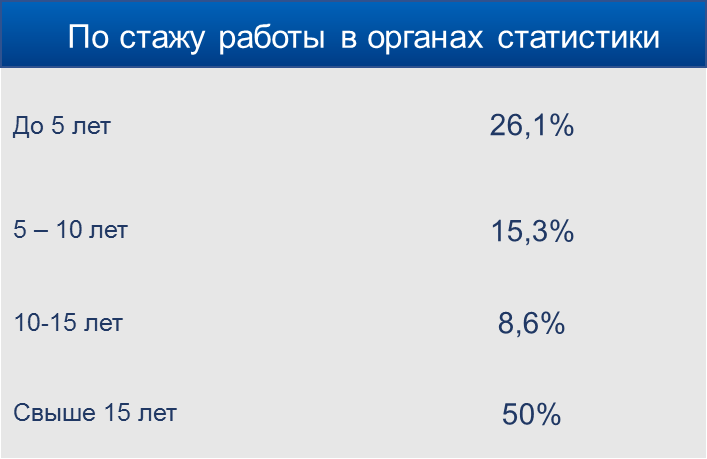 По стажу работы в органах статистики
До 5 лет 26,1%
5 – 10 лет 15,3%
10-15 лет 8,6%
Свыше 15 лет 50%